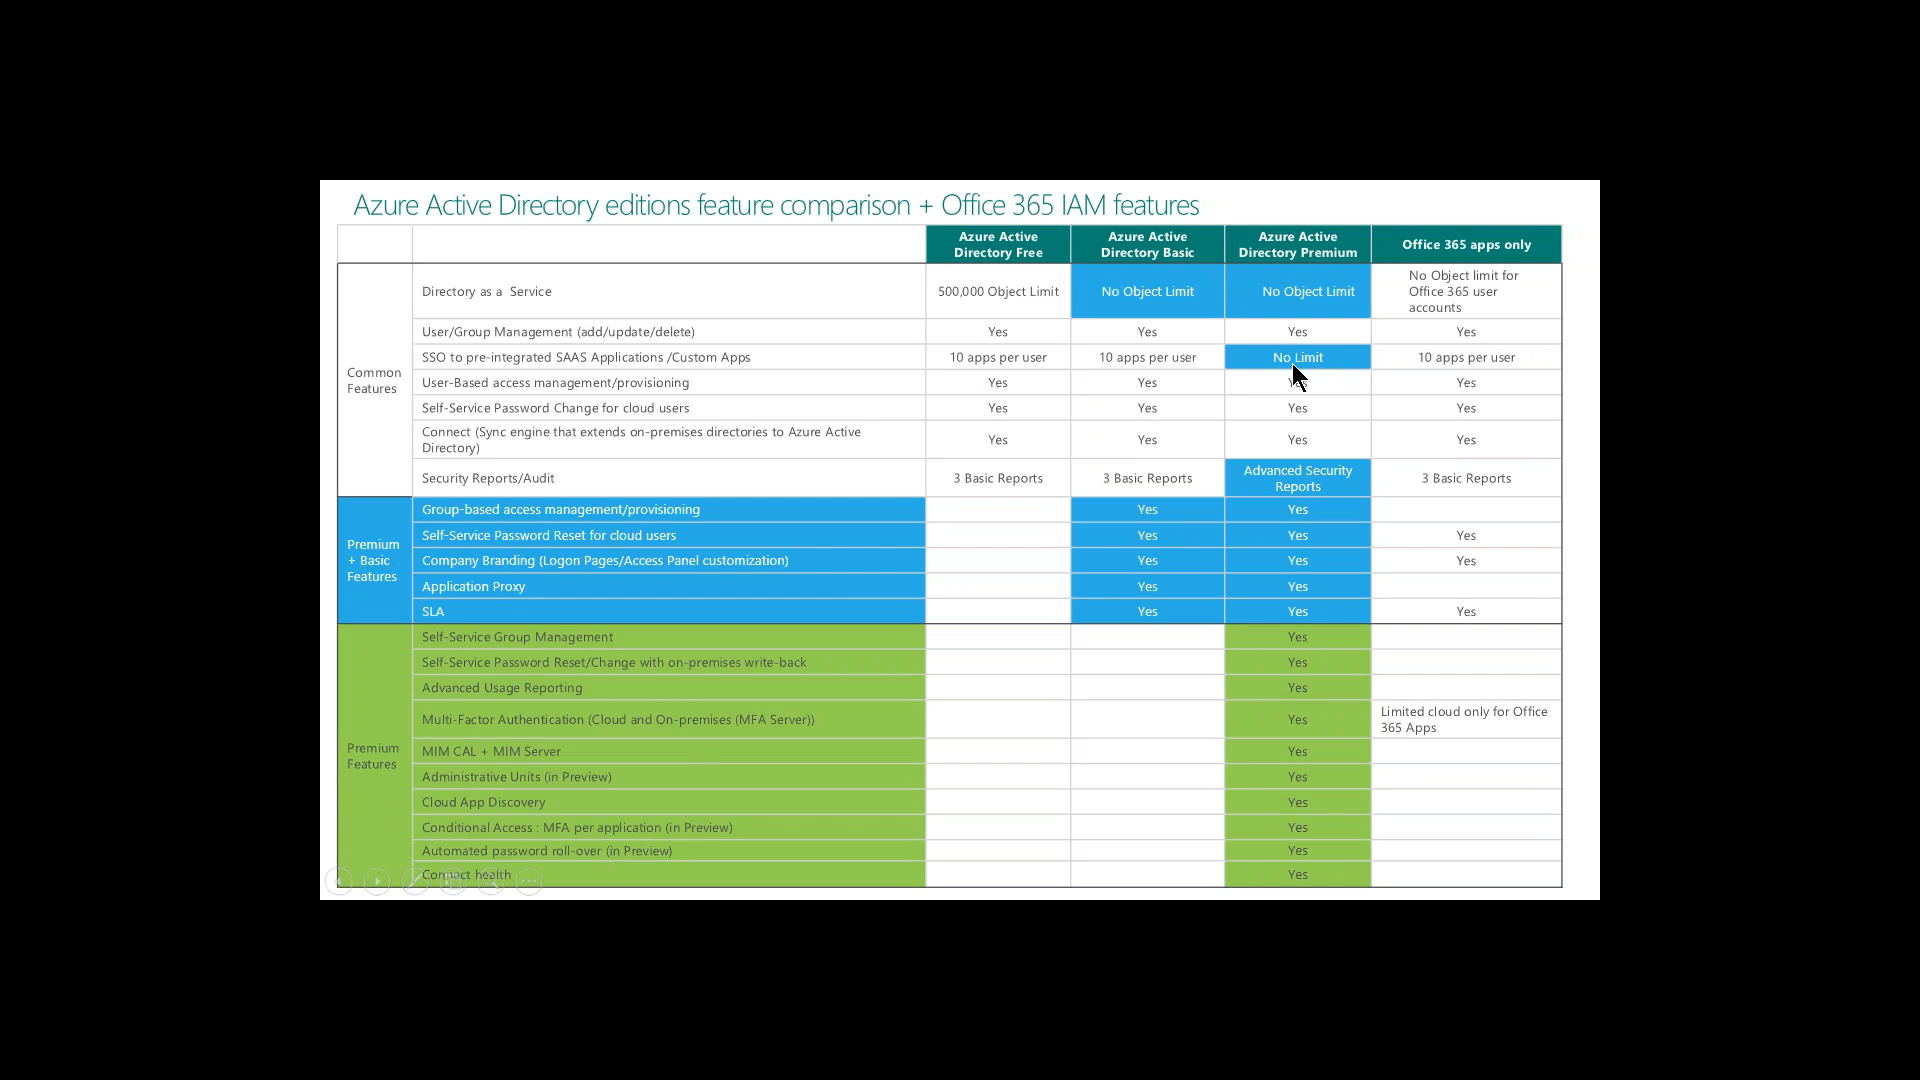 Azure Active Directory editions feature comparison + Office 365 IAM features
Azure Active
Directory Free
Azure Active
Directory Basic
Azure Active
Directory Premium
Office 365 apps only
Common
Features
Directory as a Service
500,000 Object Limit
No Object Limit
No Object Limit
No Object limit for
Office 365 user
accounts
User/Group Management (add/update/delete)
Yes
Yes
Yes
Yes
SSO to pre-integrated SAAS Applications /Custom Apps
10 apps per user
10 apps per user
No Limit
10 apps per user
User-Based access management/provisioning
Yes
Yes
Yes
Yes
Self-Service Password Change for cloud users
Yes
Yes
Yes
Yes
Connect (Sync engine that extends on-premises directories to Azure Active
Directory)
Yes
Yes
Yes
Yes
Security Reports/Audit
3 Basic Reports
3 Basic Reports
Advanced Security
Reports
3 Basic Reports
Premium
+ Basic
Features
Group-based access management/provisioning
Yes
Yes
Self-Service Password Reset for cloud users
Yes
Yes
Yes
Company Branding (Logon Pages/Access Panel customization)
Yes
Yes
Yes
Application Proxy
Yes
Yes
SLA
Yes
Yes
Yes
Premium
Features
Self-Service Group Management
Yes
Self-Service Password Reset/Change with on-premises write-back
Yes
Advanced Usage Reporting
Yes
Multi-Factor Authentication (Cloud and On-premises (MFA Server))
Yes
Limited cloud only for Office
365 Apps
MIM CAL + MIM Server
Yes
Administrative Units (in Preview)
Yes
Cloud App Discovery
Yes
Conditional Access : MFA per application (in Preview)
Yes
Automated password roll-over (in Preview)
Yes
Connect health
Yes